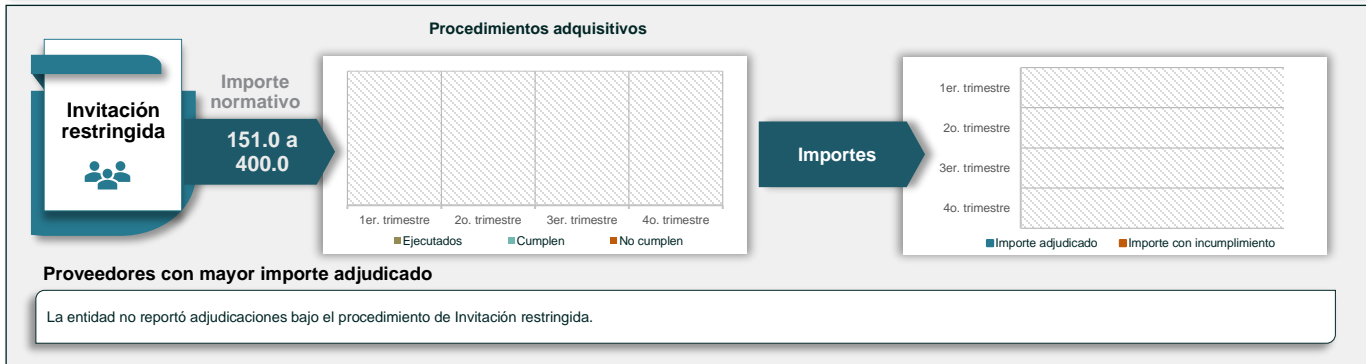 Procedimientos adquisitivos
Invitación
restringida
Importe
normativo
151.0 a
400.0
1er. trimestre 2o. trimestre 3er. trimestre 4o. trimestre
Ejecutados Cumplen No cumplen
Importes
1er. trimestre
2o. trimestre
3er. trimestre
4o. trimestre
Importe adjudicado Importe con incumplimiento
Proveedores con mayor importe adjudicado
La entidad no reportó adjudicaciones bajo el procedimiento de Invitación restringida.